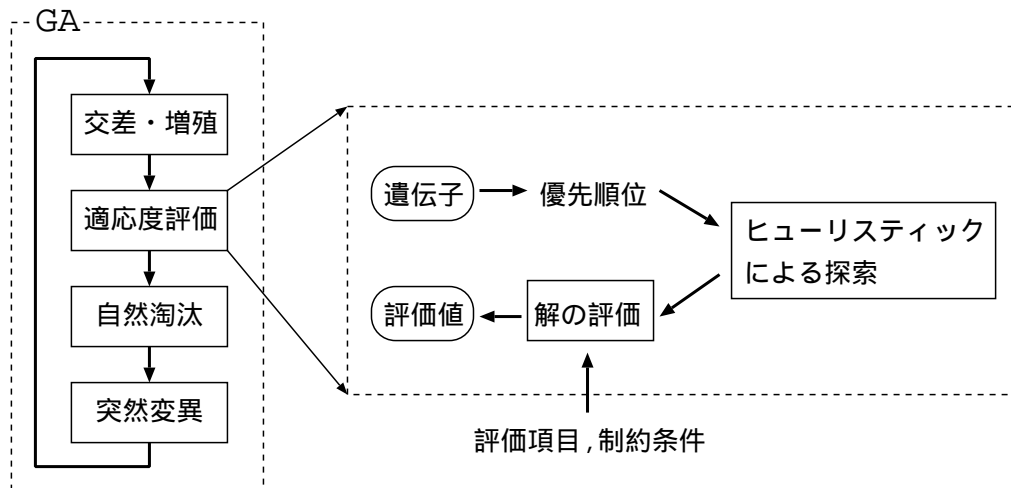 GA
交差・増殖
適応度評価
自然淘汰
突然変異
遺伝子
優先順位
ヒューリスティック
による探索
評価値
解の評価
評価項目,制約条件